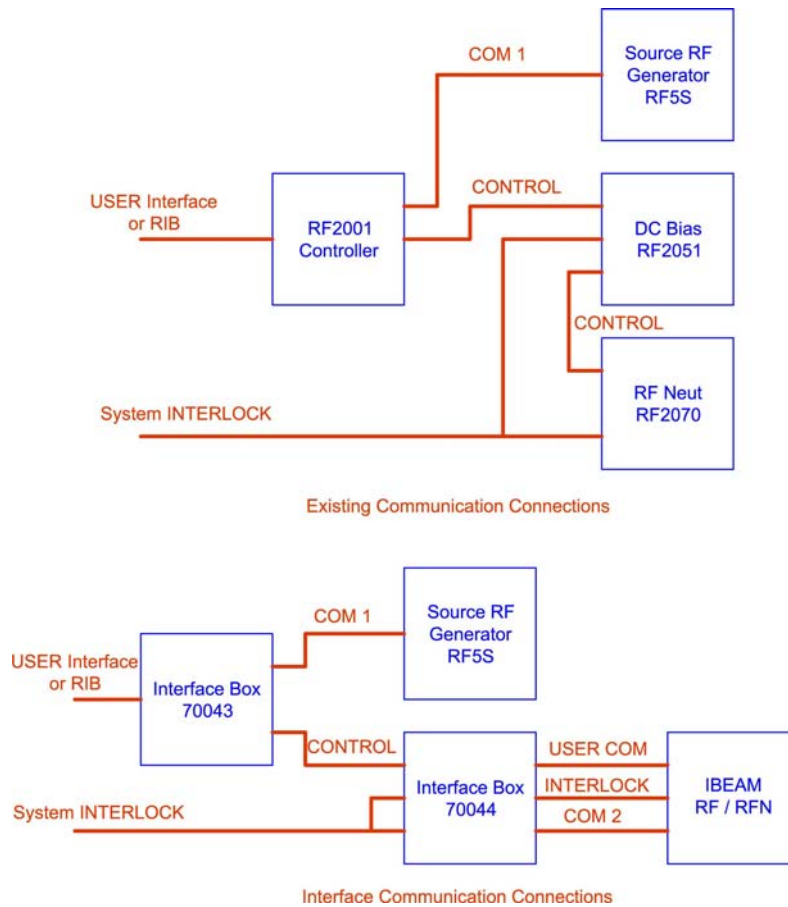 COM 1
Source RF
Generator
RF5S
USER Interface
or RIB
RF2001
Controller
CONTROL
DC Bias
RF2051
CONTROL
RF Neut
RF2070
System INTERLOCK
Existing Communication Connections
COM 1
Source RF
Generator
RF5S
USER Interface
or RIB
Interface Box
70043
CONTROL
Interface Box
70044
USER COM
INTERLOCK
COM 2
IBEAM
RF / RFN
System INTERLOCK
Interface Communication Connections